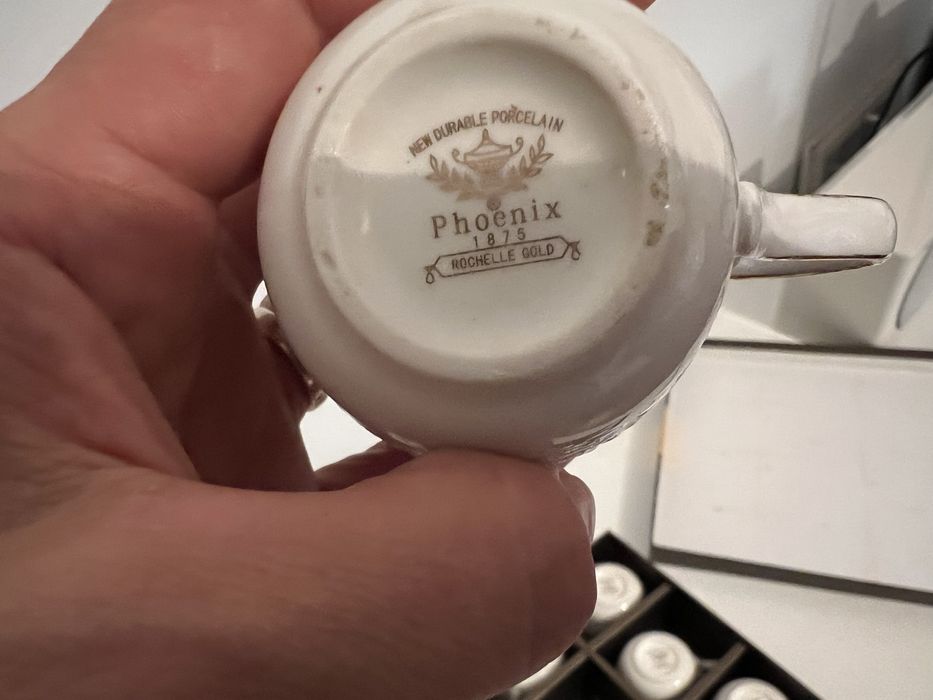 NEW DURABLE PORCELAIN
Phoenix
1875
ROCHELLE GOLD